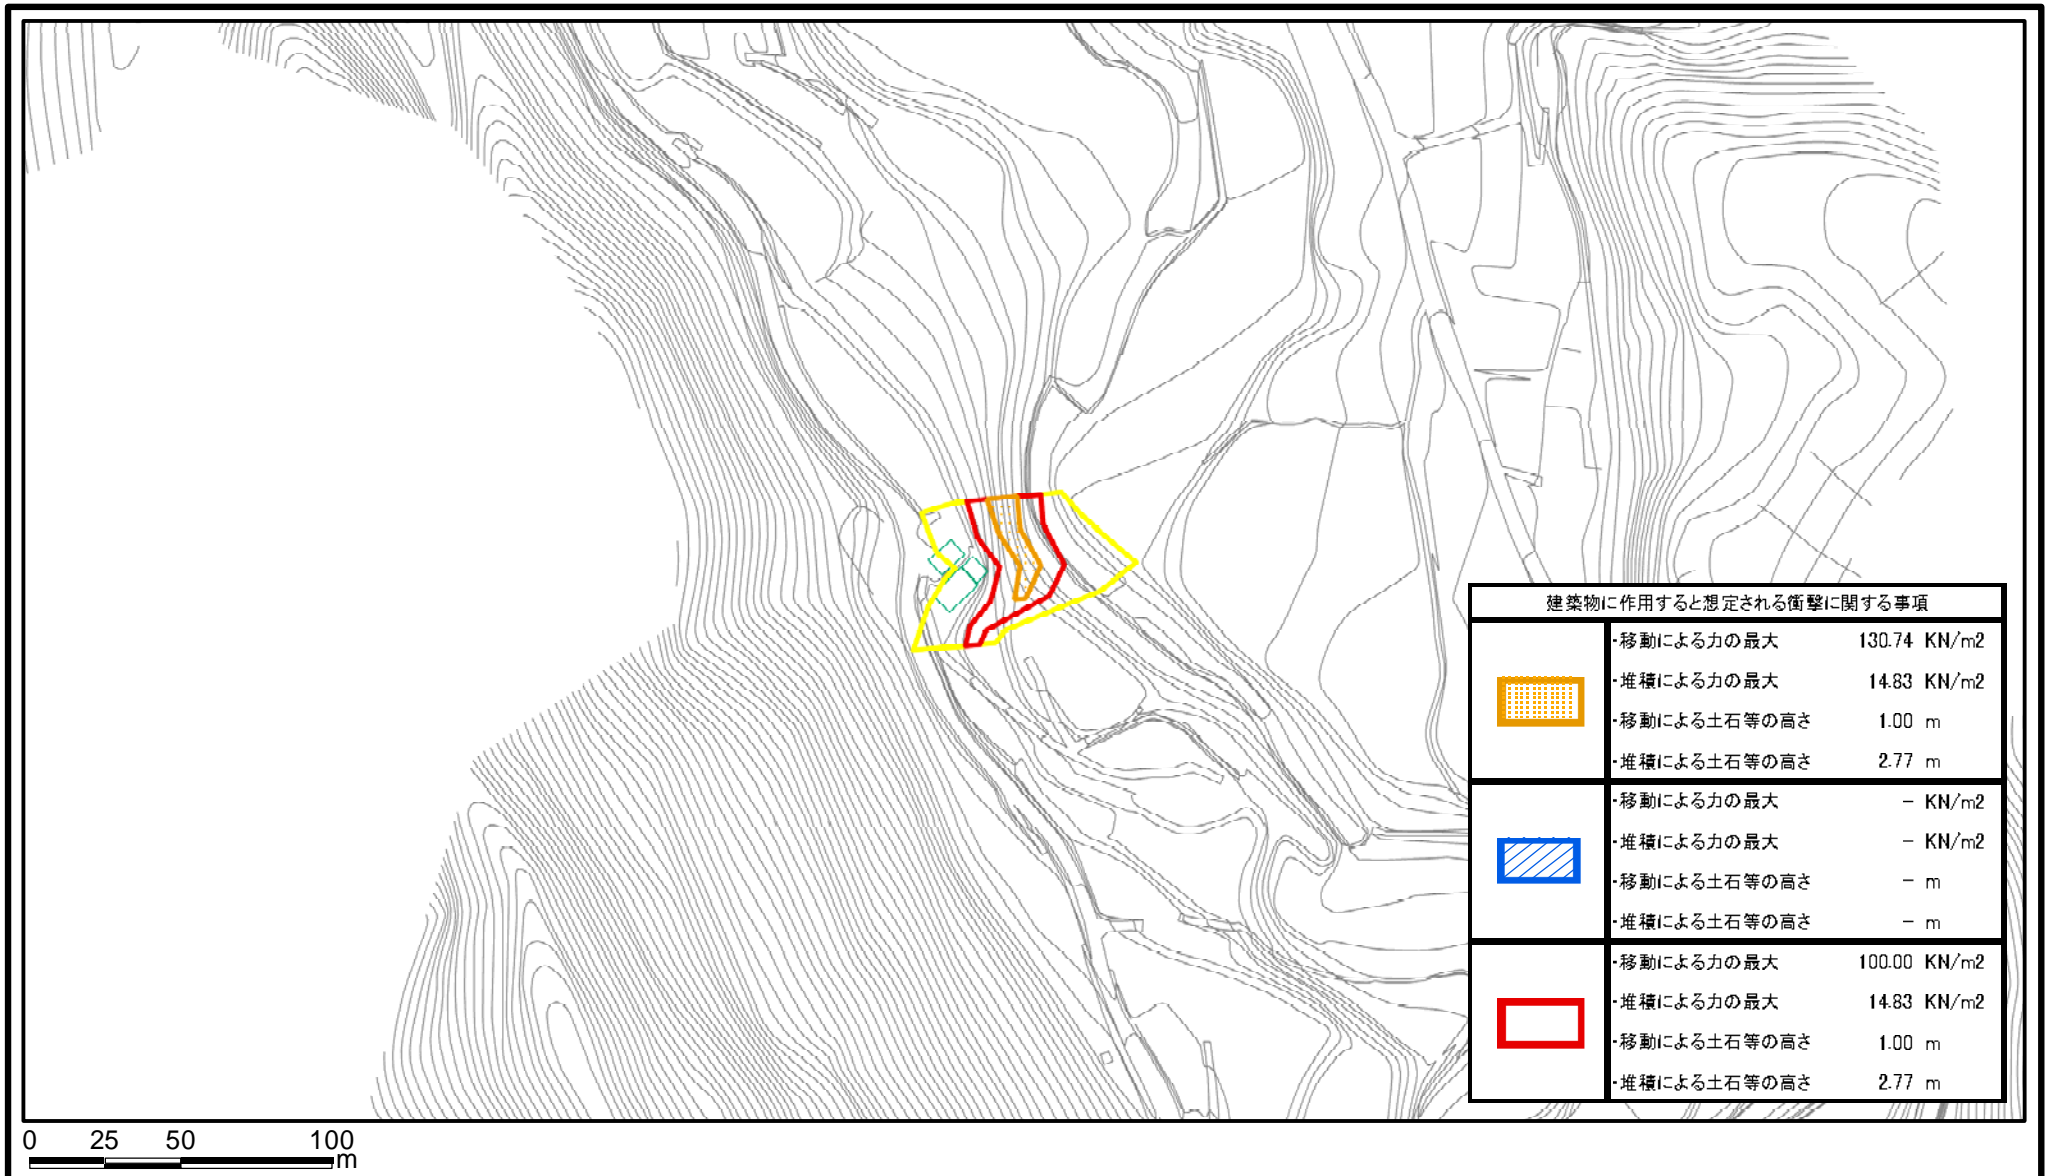 建築物に作用すると想定される衝撃に関する事項
・移動による力の最大 130.74 KN/m2
・堆積による力の最大 14.83 KN/m2
・移動による土石等の高さ 1.00 m
・堆積による土石等の高さ 2.77 m
・移動による力の最大 － KN/m2
・堆積による力の最大 － KN/m2
・移動による土石等の高さ － m
・堆積による土石等の高さ － m
・移動による力の最大 100.00 KN/m2
・堆積による力の最大 14.83 KN/m2
・移動による土石等の高さ 1.00 m
・堆積による土石等の高さ 2.77 m
0 25 50 100
m